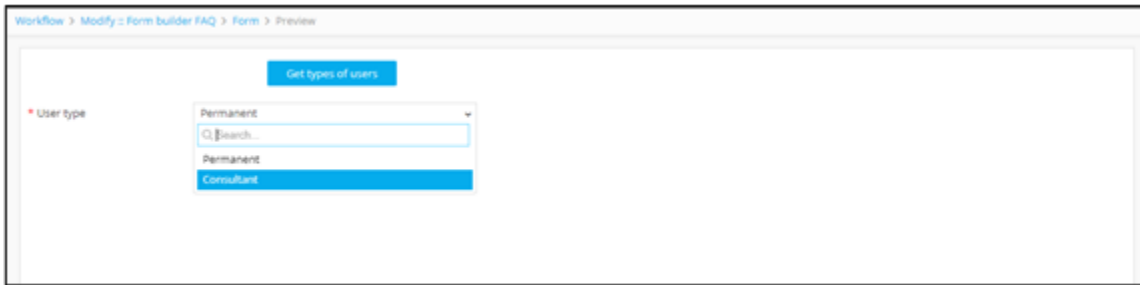 Workflow > Modify :: Form builder FAQ > Form > Preview
Get types of users
* User type
Permanent
Search...
Permanent
Consultant